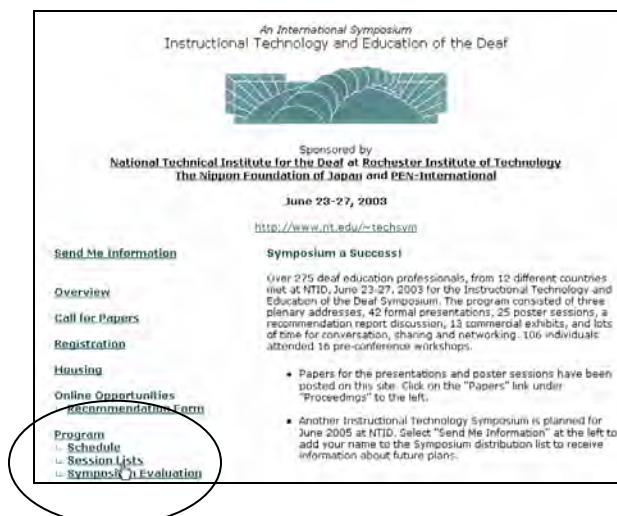 An International Symposium
Instructional Technology and Education of the Deaf
Sponsored by
National Technical Institute for the Deaf at Rochester Institute of Technology
The Nippon Foundation of Japan and PEN-International
June 23-27, 2003
http://www.rit.edu/~techsym
Send Me Information
Overview
Call for Papers
Registration
Housing
Online Opportunities
Recommendation Form
Program
Schedule
Session Lists
Symposium Evaluation
Symposium a Success!
Over 275 deaf education professionals, from 12 different countries
met at NTID, June 23-27, 2003 for the Instructional Technology and
Education of the Deaf Symposium. The program consisted of three
plenary addresses, 42 formal presentations, 25 poster sessions, a
recommendation report discussion, 13 commercial exhibits, and lots
of time for conversation, sharing and networking. 106 individuals
attended 16 pre-conference workshops.
• Papers for the presentations and poster sessions have been
posted on this site. Click on the "Papers" link under
"Proceedings" to the left.
• Another Instructional Technology Symposium is planned for
June 2005 at NTID. Select "Send Me Information" at the left to
add your name to the Symposium distribution list to receive
information about future plans.